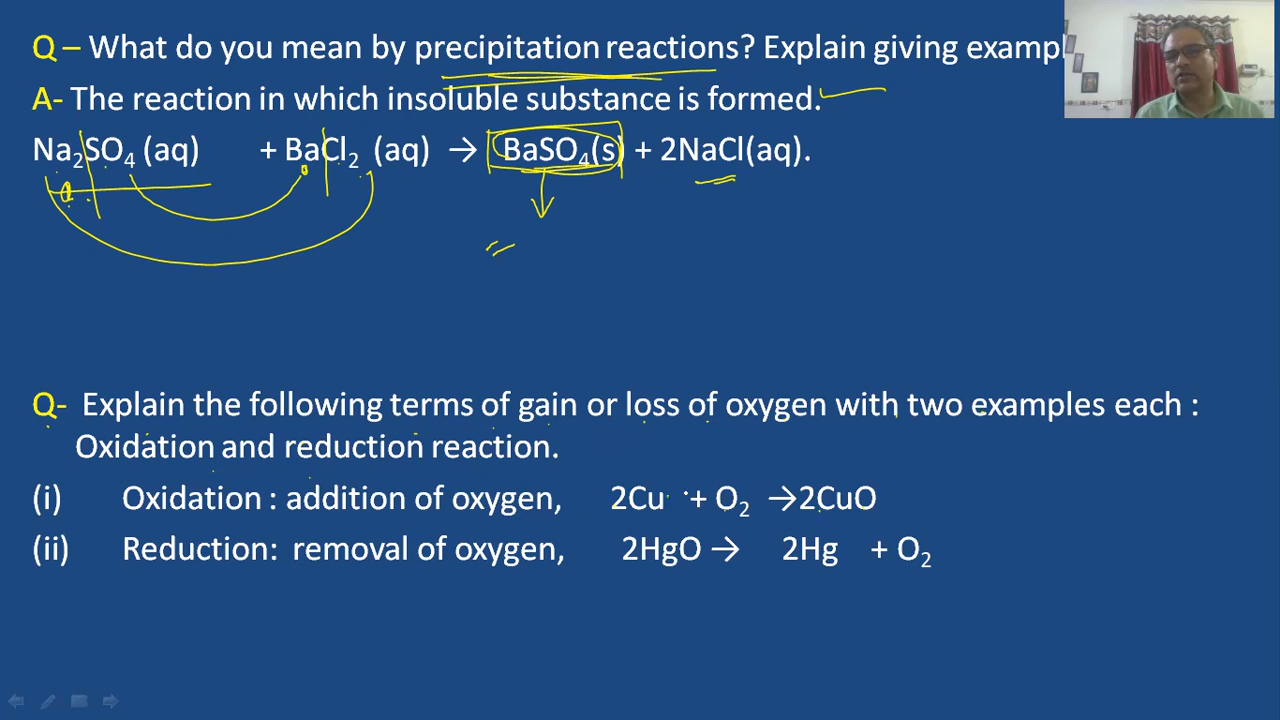 Q – What do you mean by precipitation reactions? Explain giving exampl
A- The reaction in which insoluble substance is formed.
Na₂SO₄ (aq) + BaCl₂ (aq) → BaSO₄(s) + 2NaCl(aq).
Q- Explain the following terms of gain or loss of oxygen with two examples each :
Oxidation and reduction reaction.
(i) Oxidation : addition of oxygen, 2Cu + O₂ →2CuO
(ii) Reduction: removal of oxygen, 2HgO → 2Hg + O₂